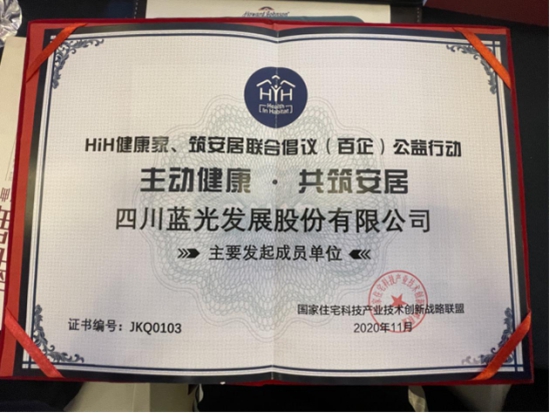 Howard Johnson
HYH
Health
In Habitat
HiH健康家、筑安居联合倡议（百企）公益行动
主动健康·共筑安居
四川蓝光发展股份有限公司
主要发起成员单位
国家住宅科技产业技术创新战略联盟
证书编号：JKQ0103
2020年11月